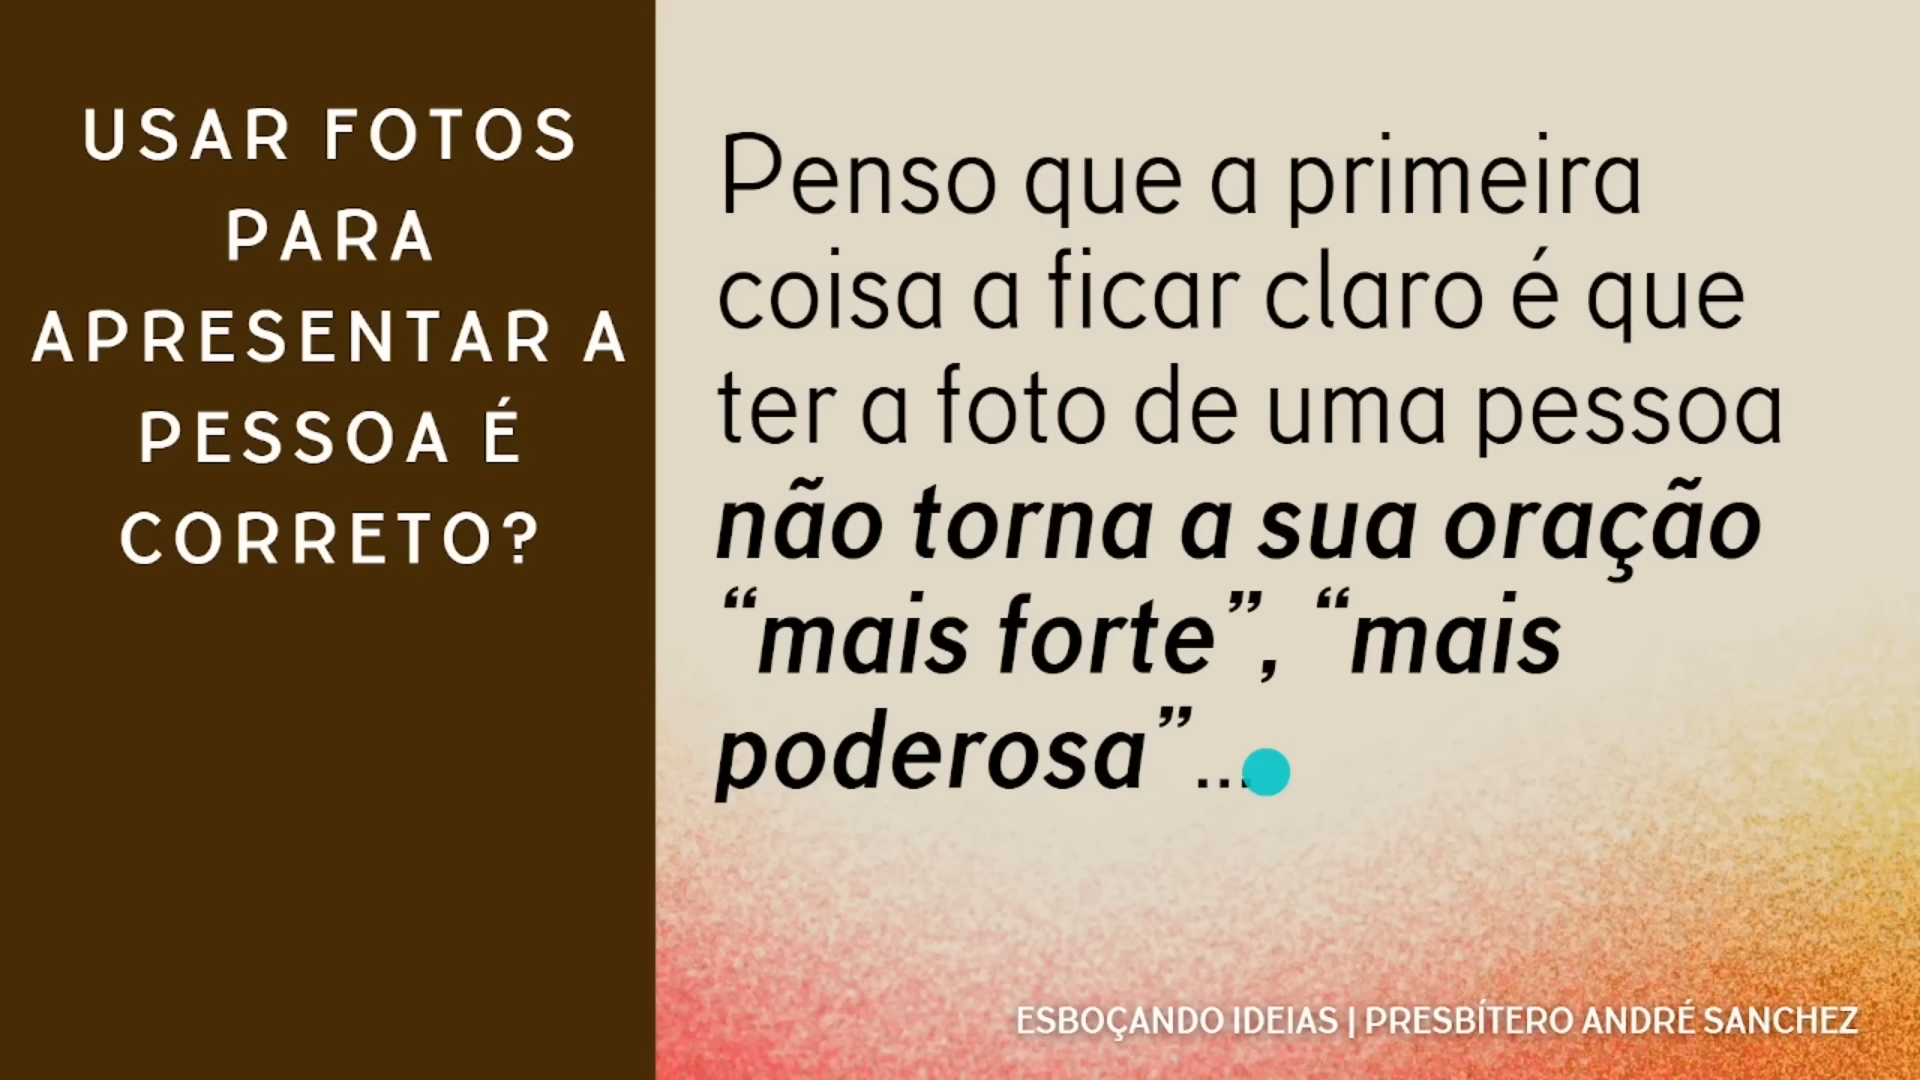 USAR FOTOS
PARA
APRESENTAR A
PESSOA É
CORRETO?
Penso que a primeira
coisa a ficar claro é que
ter a foto de uma pessoa
não torna a sua oração
“mais forte”, “mais
poderosa”...
ESBOÇANDO IDEIAS | PRESBÍTERO ANDRÉ SANCHEZ